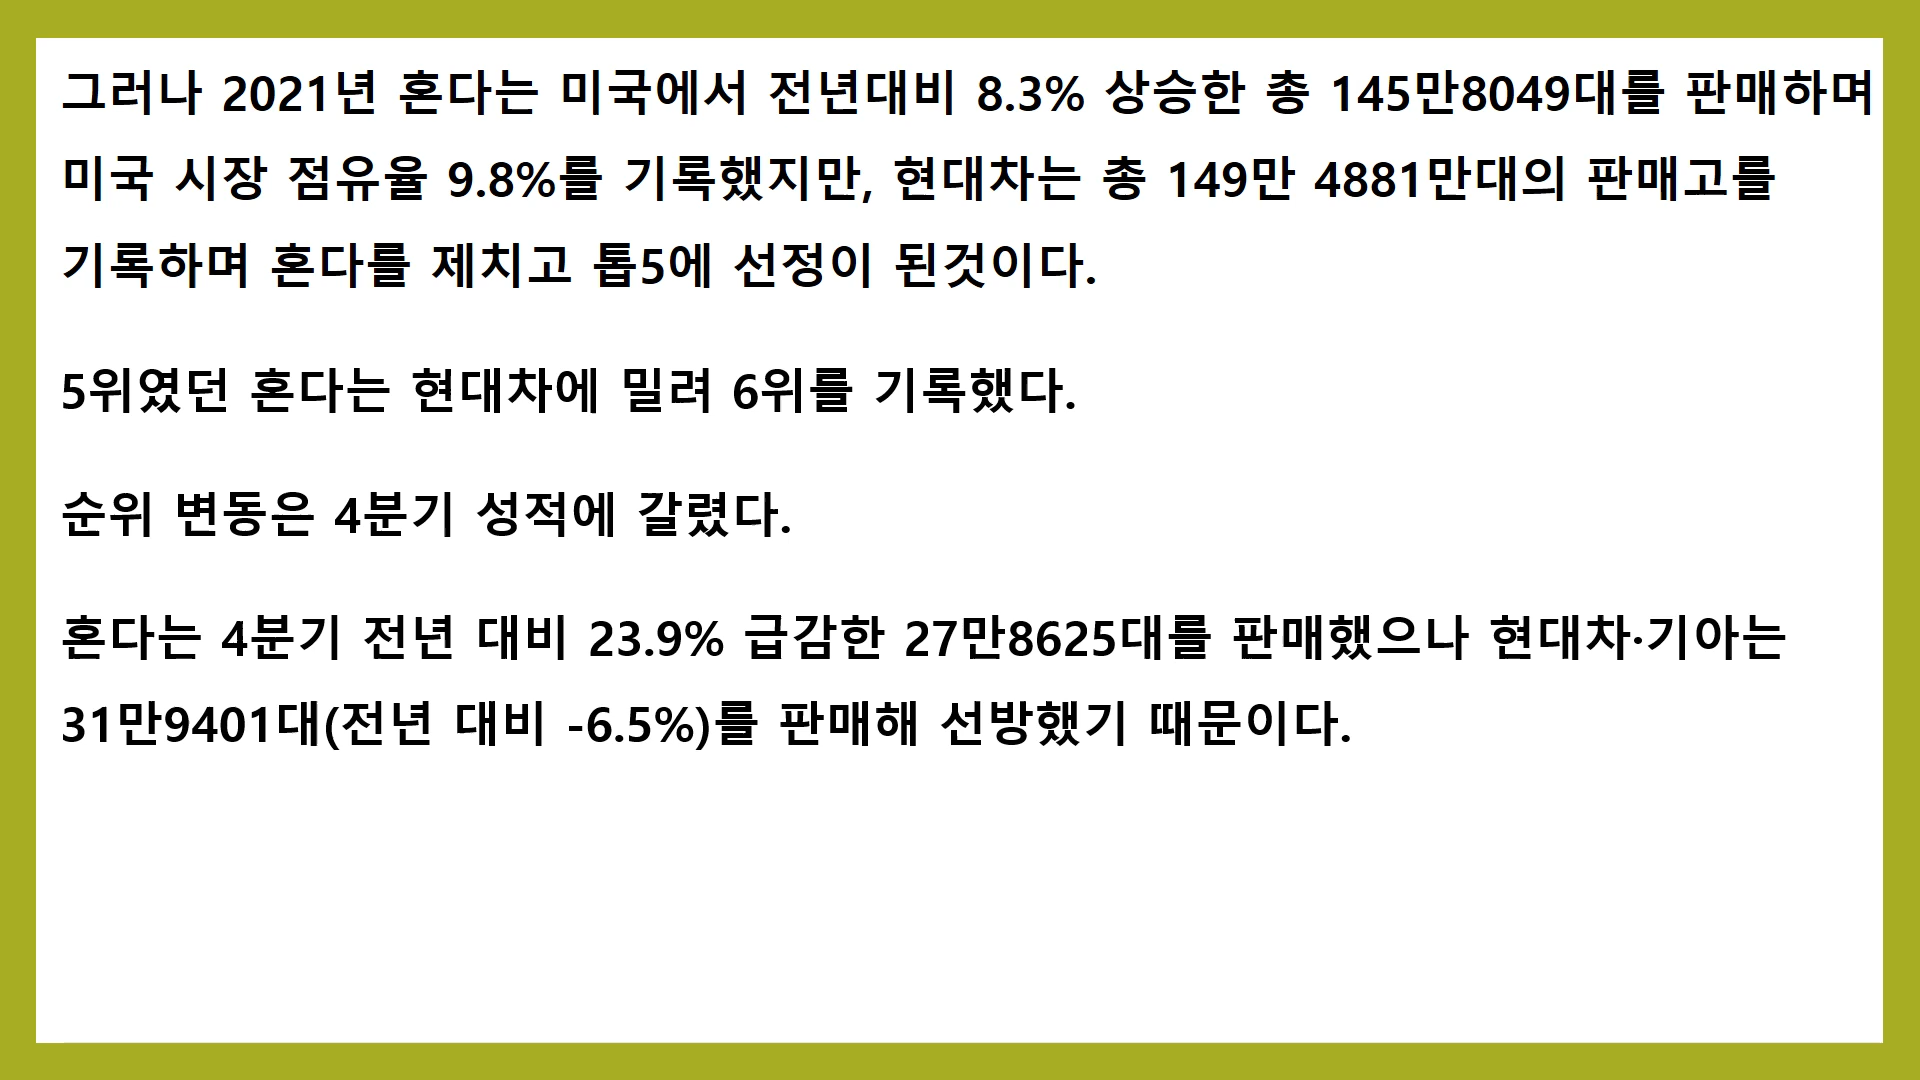 그러나 2021년 혼다는 미국에서 전년대비 8.3% 상승한 총 145만8049대를 판매하며
미국 시장 점유율 9.8%를 기록했지만, 현대차는 총 149만 4881만대의 판매고를
기록하며 혼다를 제치고 톱5에 선정이 된것이다.
5위였던 혼다는 현대차에 밀려 6위를 기록했다.
순위 변동은 4분기 성적에 갈렸다.
혼다는 4분기 전년 대비 23.9% 급감한 27만8625대를 판매했으나 현대차·기아는
31만9401대(전년 대비 -6.5%)를 판매해 선방했기 때문이다.